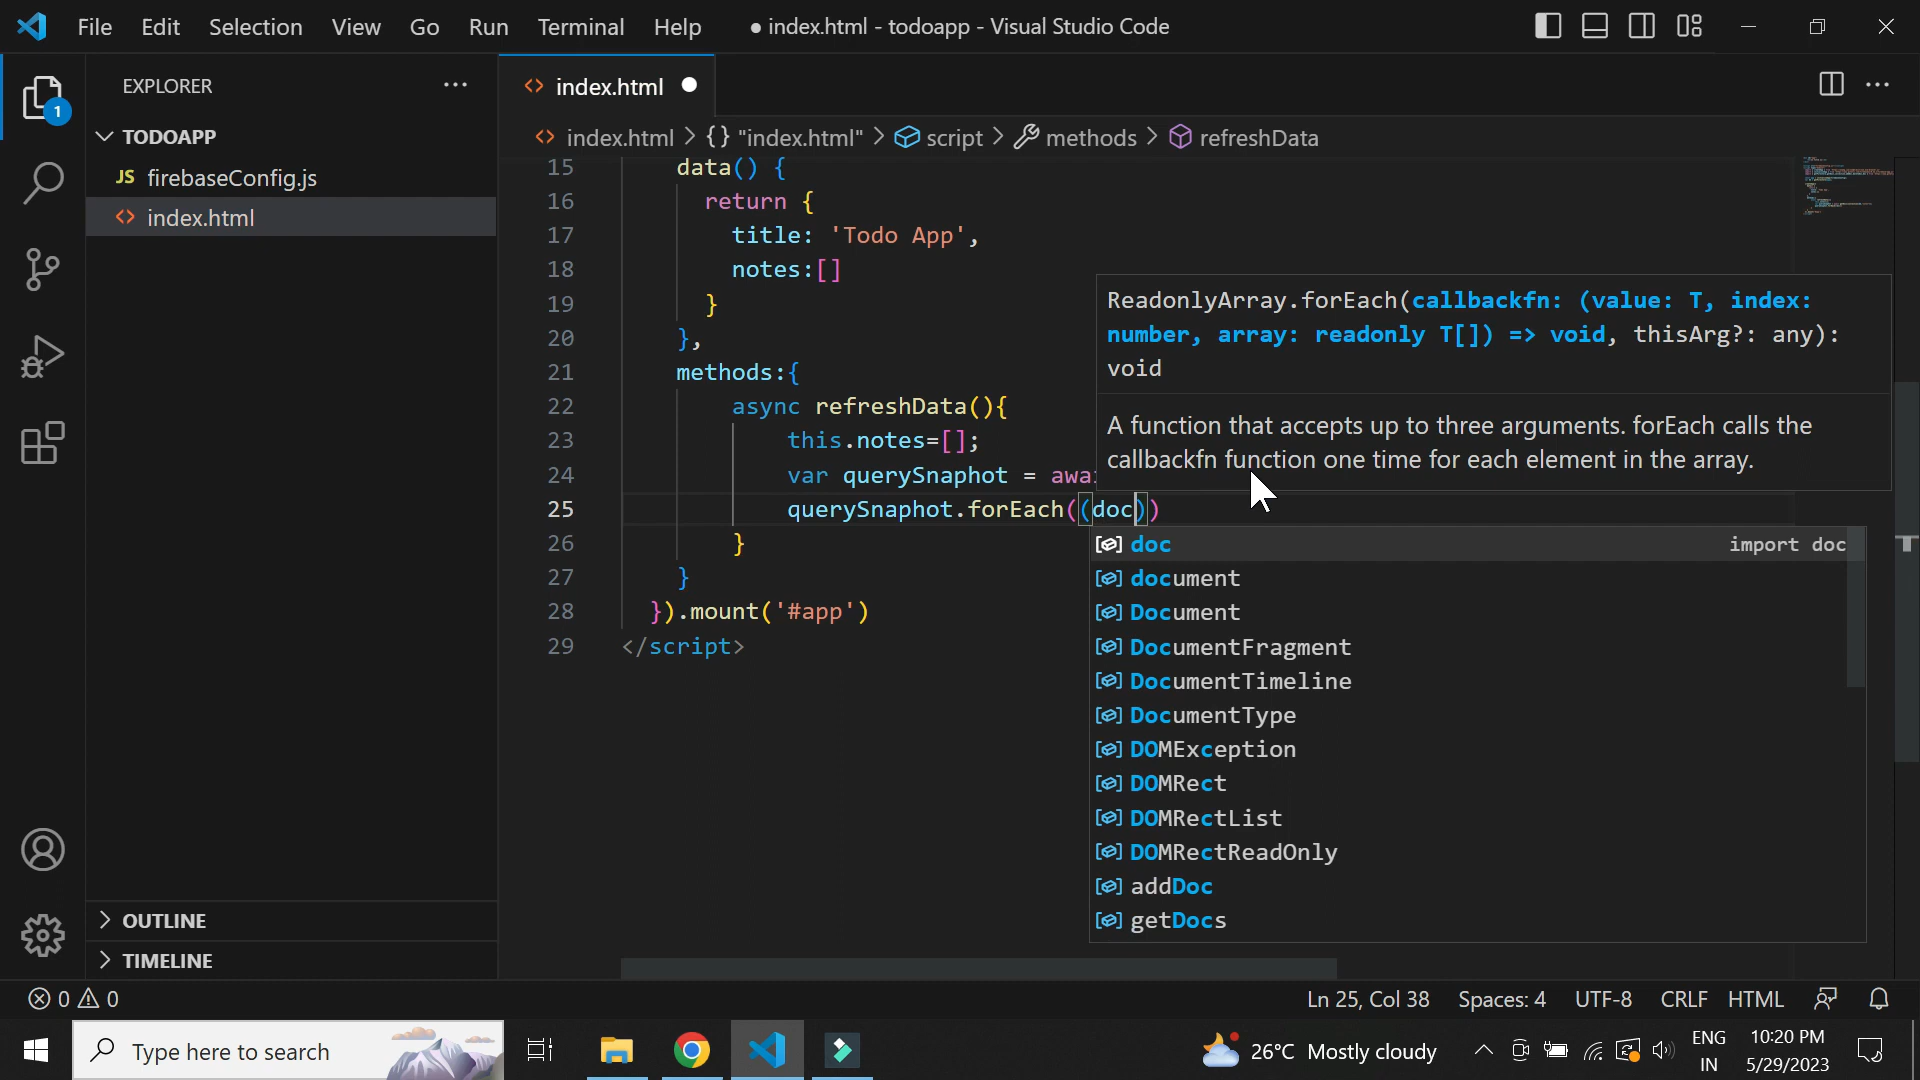 File Edit Selection View Go Run Terminal Help ● index.html - todoapp - Visual Studio Code
EXPLORER ···
1
TODOAPP
JS firebaseConfig.js
<> index.html
OUTLINE
TIMELINE
<> index.html ●
<> index.html > {} "index.html" > script > methods > refreshData
15 data() {
16 return {
17 title: 'Todo App',
18 notes:[]
19 }
20 },
21 methods:{
22 async refreshData(){
23 this.notes=[];
24 var querySnaphot = awai
25 querySnaphot.forEach((doc))
26 }
27 }
28 }).mount('#app')
29 </script>
ReadonlyArray.forEach(callbackfn: (value: T, index:
number, array: readonly T[]) => void, thisArg?: any):
void
A function that accepts up to three arguments. forEach calls the
callbackfn function one time for each element in the array.
doc import doc
document
Document
DocumentFragment
DocumentTimeline
DocumentType
DOMException
DOMRect
DOMRectList
DOMRectReadOnly
addDoc
getDocs
0 0 Ln 25, Col 38 Spaces: 4 UTF-8 CRLF HTML
Type here to search
26°C Mostly cloudy
ENG
IN
10:20 PM
5/29/2023